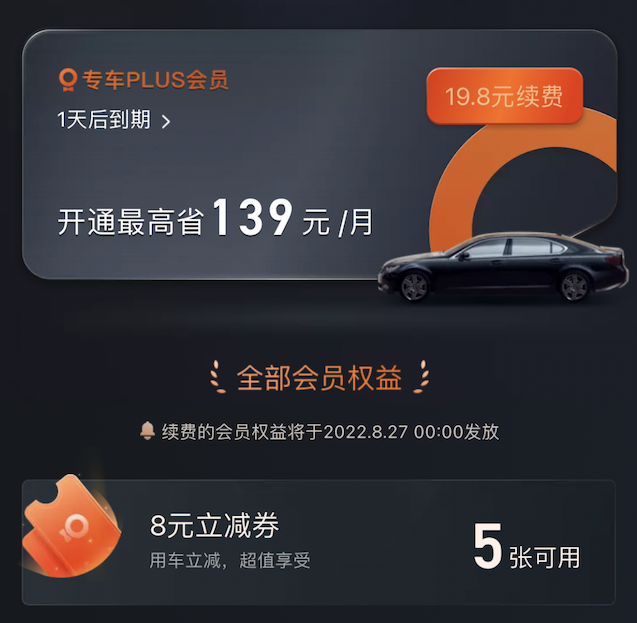 专车PLUS会员
19.8元续费
1天后到期
开通最高省139元/月
全部会员权益
续费的会员权益将于2022.8.27 00:00发放
8元立减券
用车立减，超值享受
5张可用